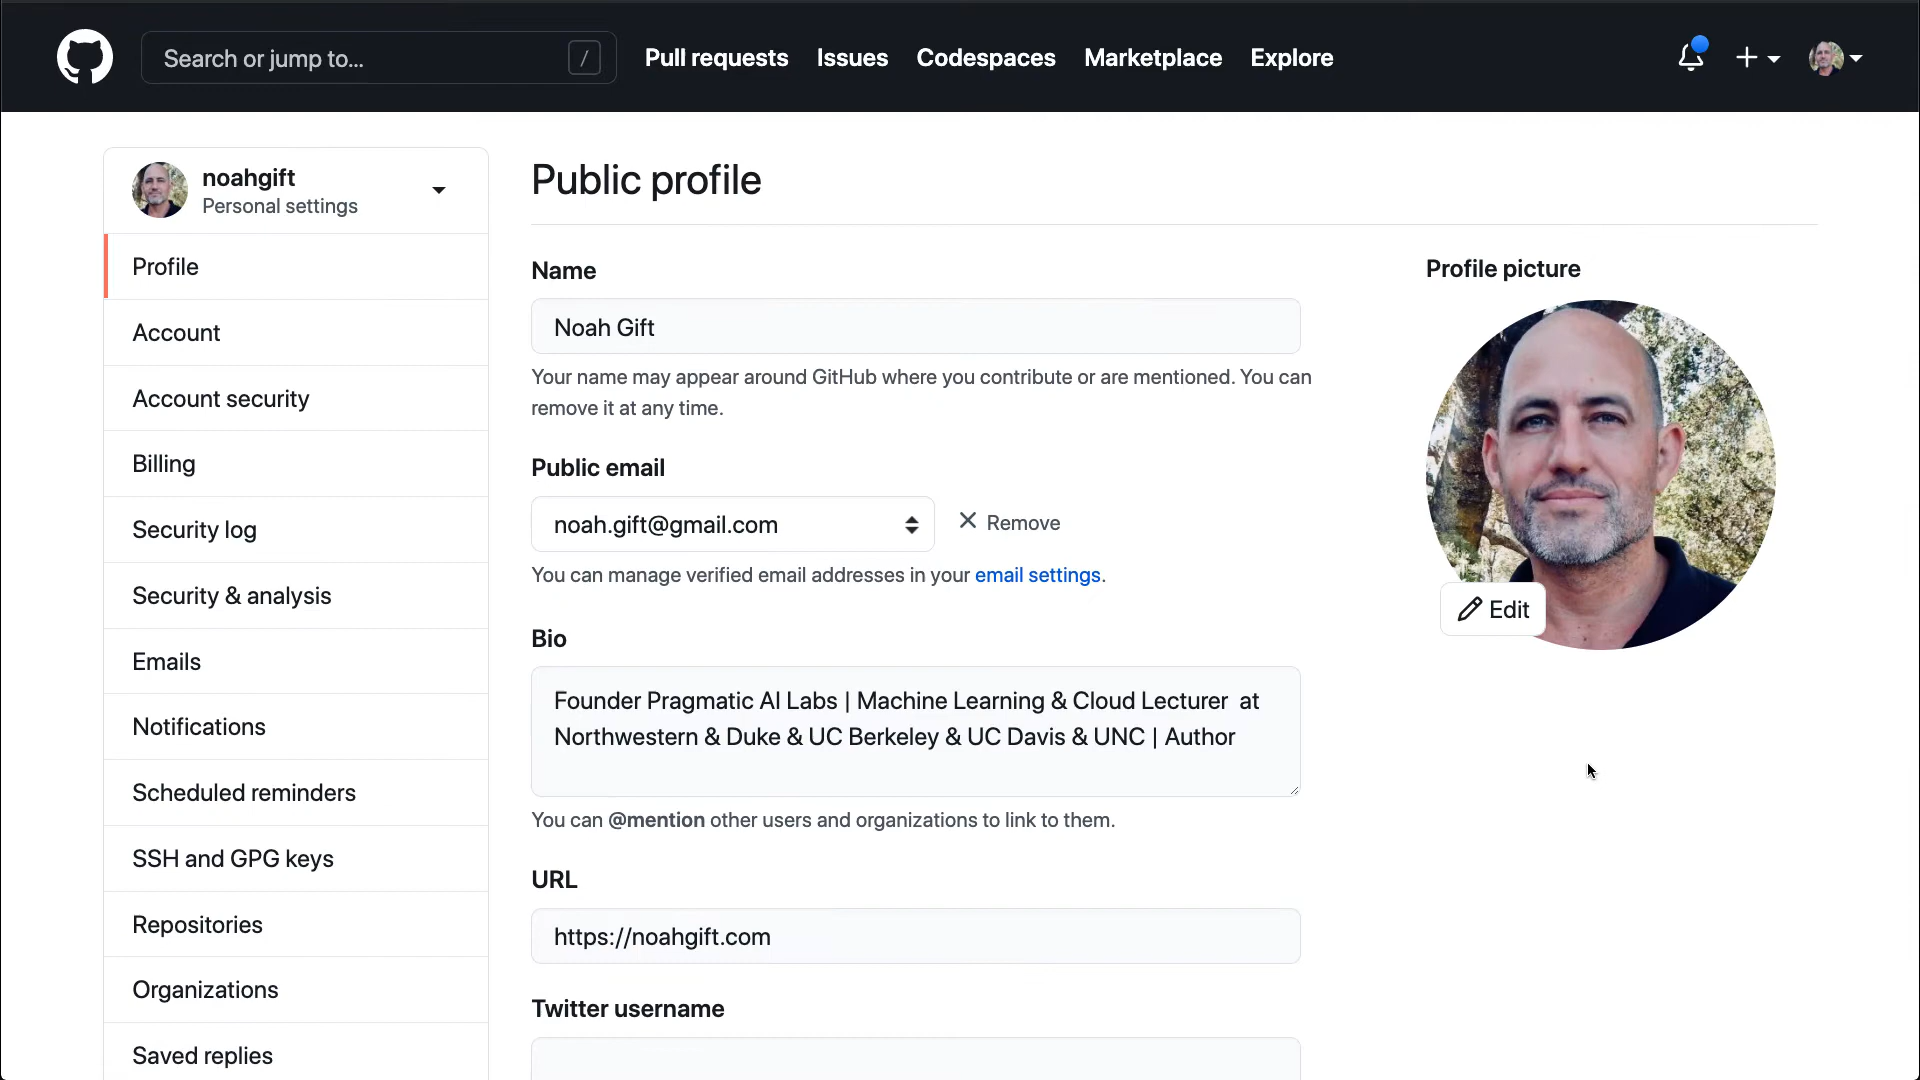 Search or jump to...
/
Pull requests
Issues
Codespaces
Marketplace
Explore
noahgift
Personal settings
Profile
Account
Account security
Billing
Security log
Security & analysis
Emails
Notifications
Scheduled reminders
SSH and GPG keys
Repositories
Organizations
Saved replies
Public profile
Name
Noah Gift
Your name may appear around GitHub where you contribute or are mentioned. You can
remove it at any time.
Public email
noah.gift@gmail.com
Remove
You can manage verified email addresses in your email settings.
Bio
Founder Pragmatic AI Labs | Machine Learning & Cloud Lecturer at
Northwestern & Duke & UC Berkeley & UC Davis & UNC | Author
You can @mention other users and organizations to link to them.
URL
https://noahgift.com
Twitter username
Profile picture
Edit